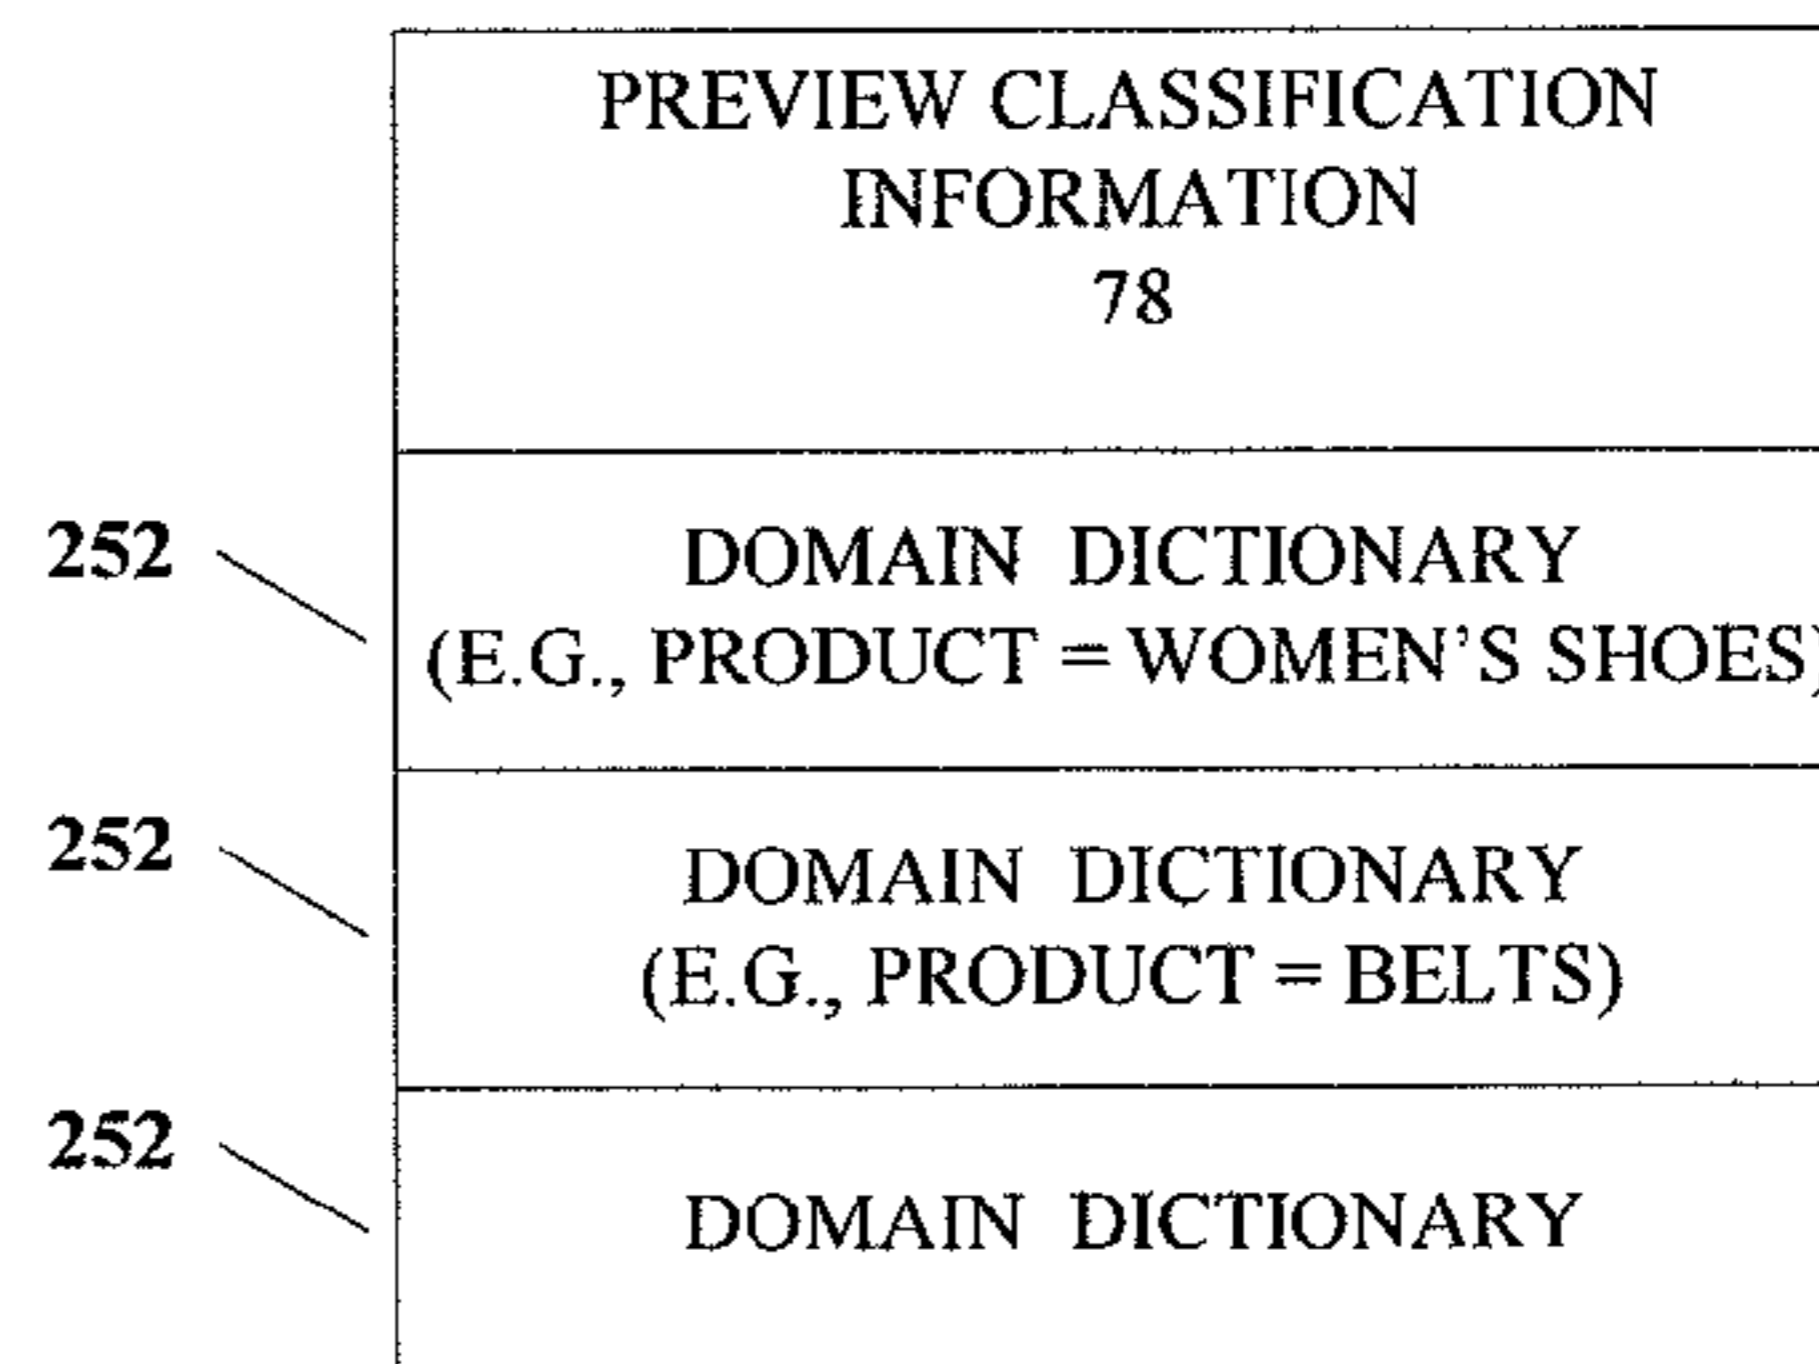 PREVIEW CLASSIFICATION
INFORMATION
78
252
DOMAIN DICTIONARY
(E.G., PRODUCT = WOMEN'S SHOES)
252
DOMAIN DICTIONARY
(E.G., PRODUCT = BELTS)
252
DOMAIN DICTIONARY